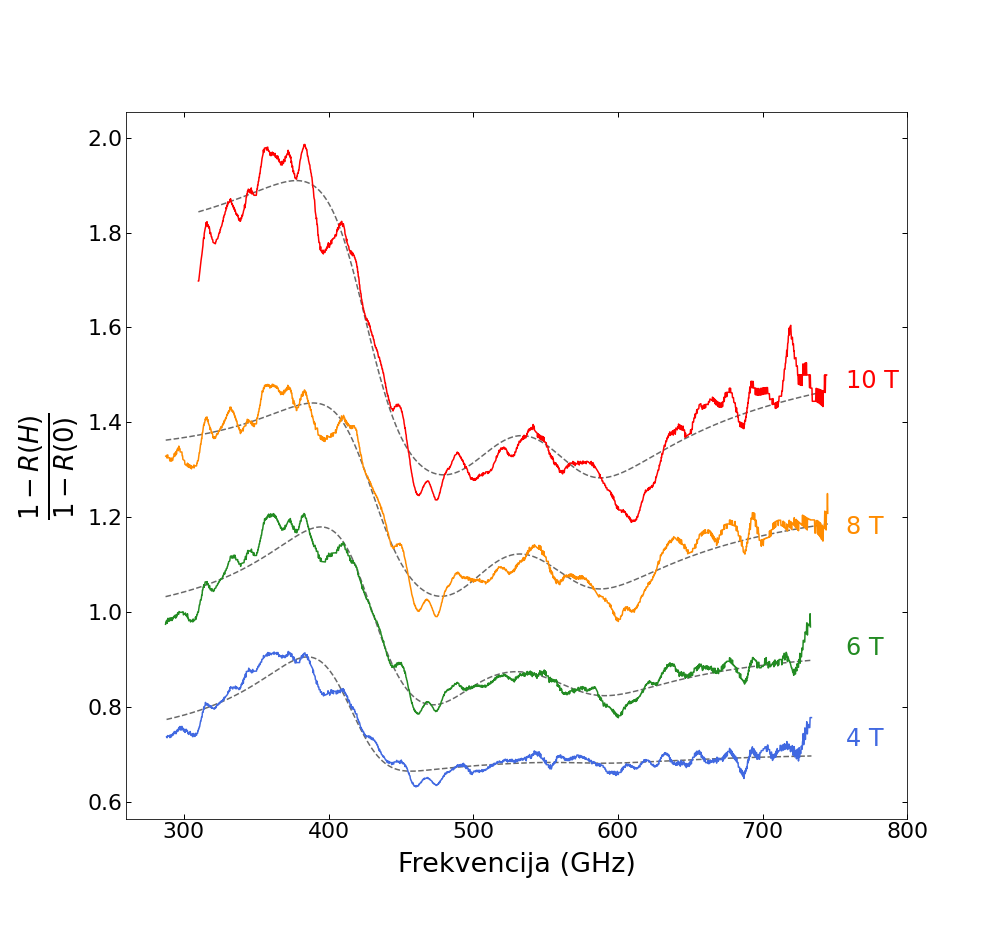 2.0
1.8
1.6
1.4
1.2
1.0
0.8
0.6
1 − R(H)
1 − R(0)
10 T
8 T
6 T
4 T
300 400 500 600 700 800
Frekvencija (GHz)